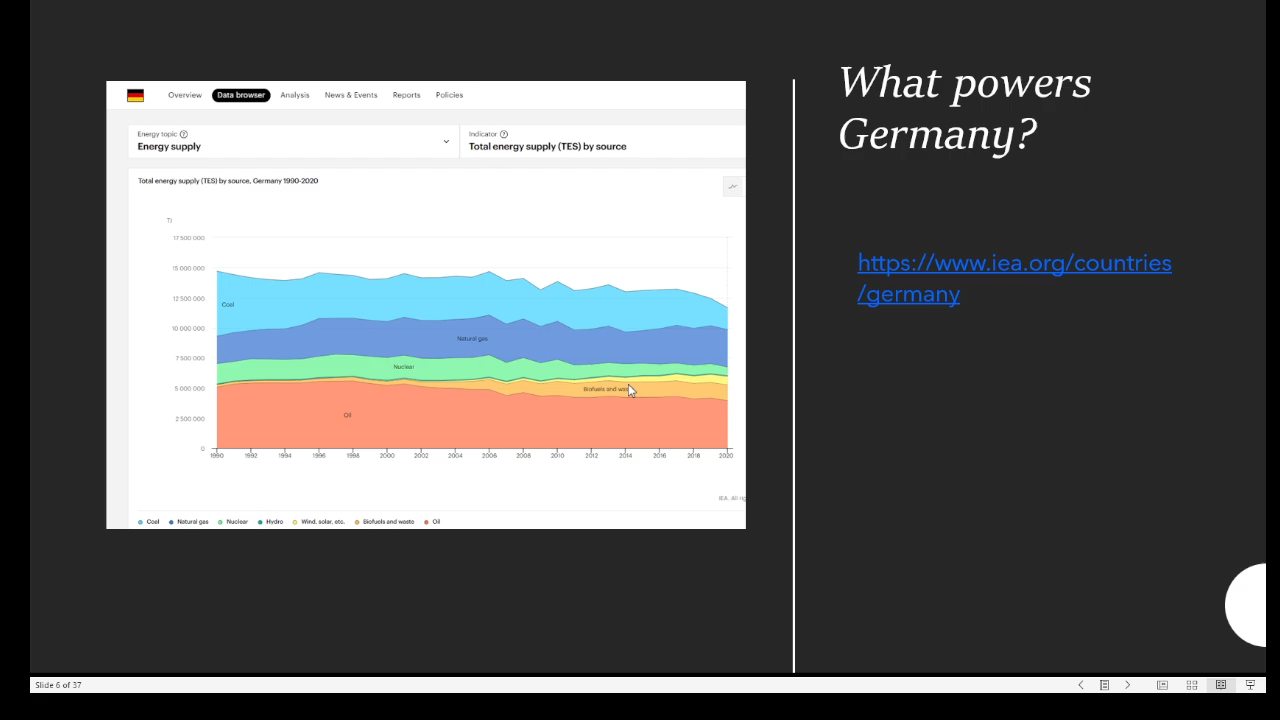 What powers
Germany?
https://www.iea.org/countries
/germany
Overview Data browser Analysis News & Events Reports Policies
Energy topic ?
Energy supply
Indicator ?
Total energy supply (TES) by source
Total energy supply (TES) by source, Germany 1990-2020
TJ
17 500 000
15 000 000
12 500 000
10 000 000
7 500 000
5 000 000
2 500 000
0
Coal
Natural gas
Nuclear
Biofuels and
Oil
1990 1992 1994 1996 1998 2000 2002 2004 2006 2008 2010 2012 2014 2016 2018 2020
IEA. All
Coal Natural gas Nuclear Hydro Wind, solar, etc. Biofuels and waste Oil
Slide 6 of 37